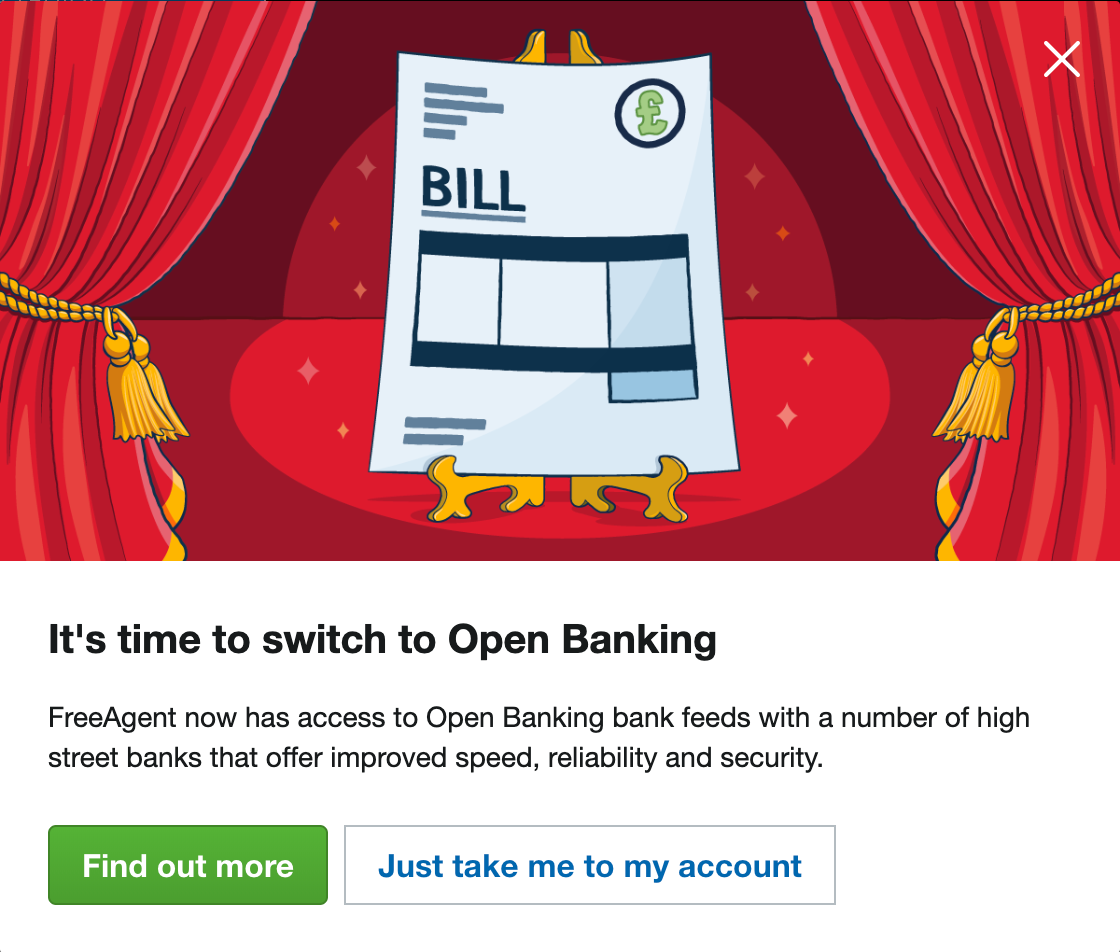 £
BILL
It's time to switch to Open Banking
FreeAgent now has access to Open Banking bank feeds with a number of high
street banks that offer improved speed, reliability and security.
Find out more
Just take me to my account